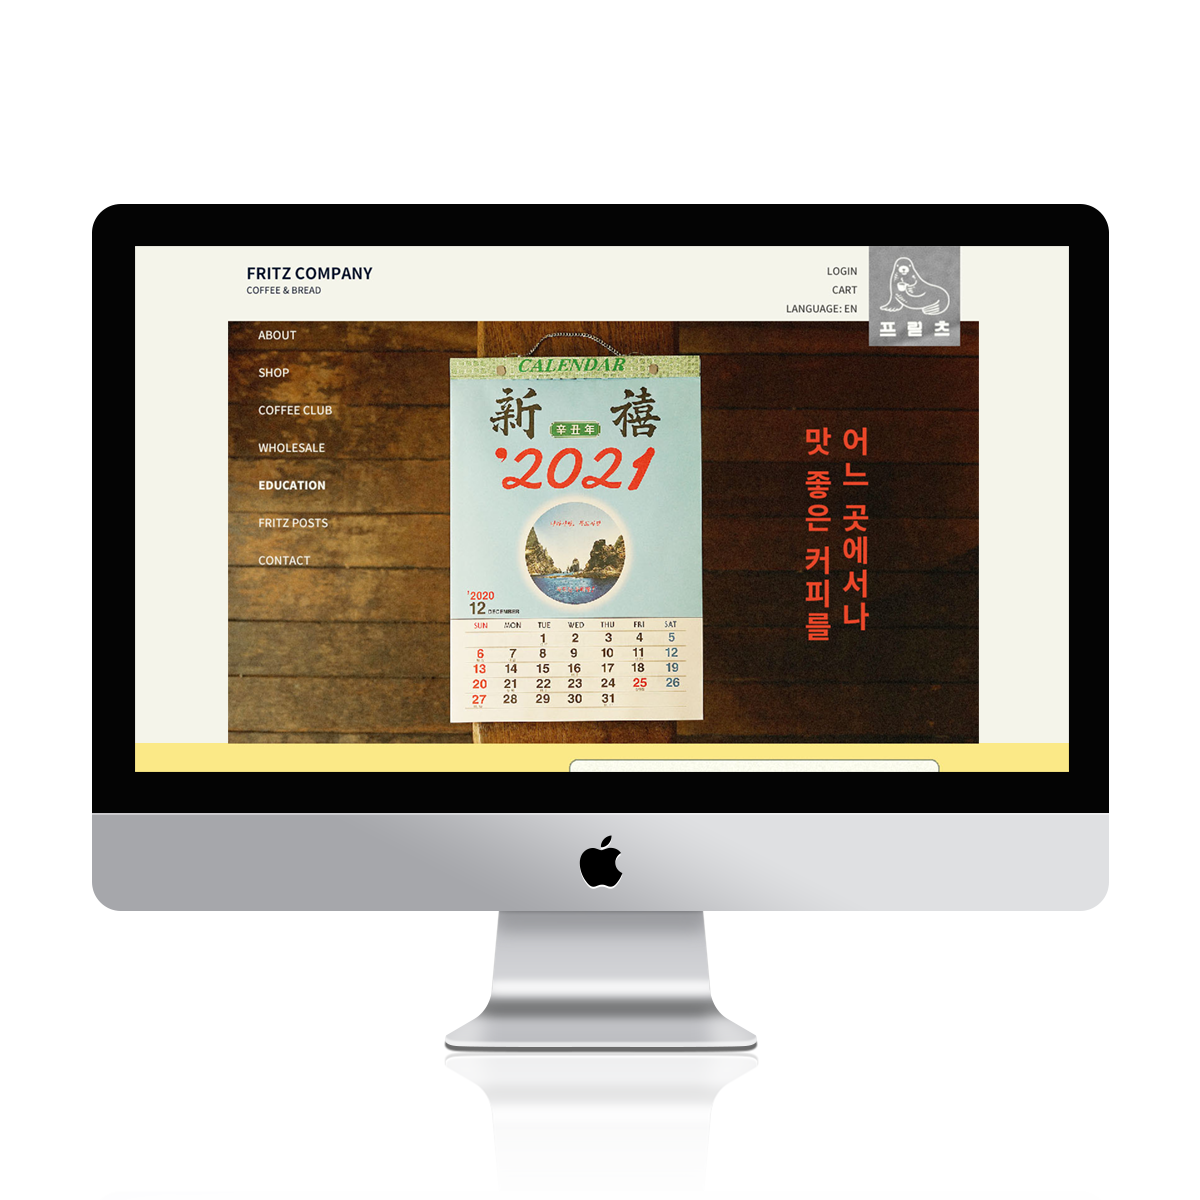 FRITZ COMPANY
COFFEE & BREAD
LOGIN
CART
LANGUAGE: EN
프릳츠
ABOUT
SHOP
COFFEE CLUB
WHOLESALE
EDUCATION
FRITZ POSTS
CONTACT
CALENDAR
新禧
辛丑年
'2021
'2020
12
SUN MON TUE WED THU FRI SAT
1 2 3 4 5
6 7 8 9 10 11 12
13 14 15 16 17 18 19
20 21 22 23 24 25 26
27 28 29 30 31
어느 곳에서나
맛 좋은 커피를